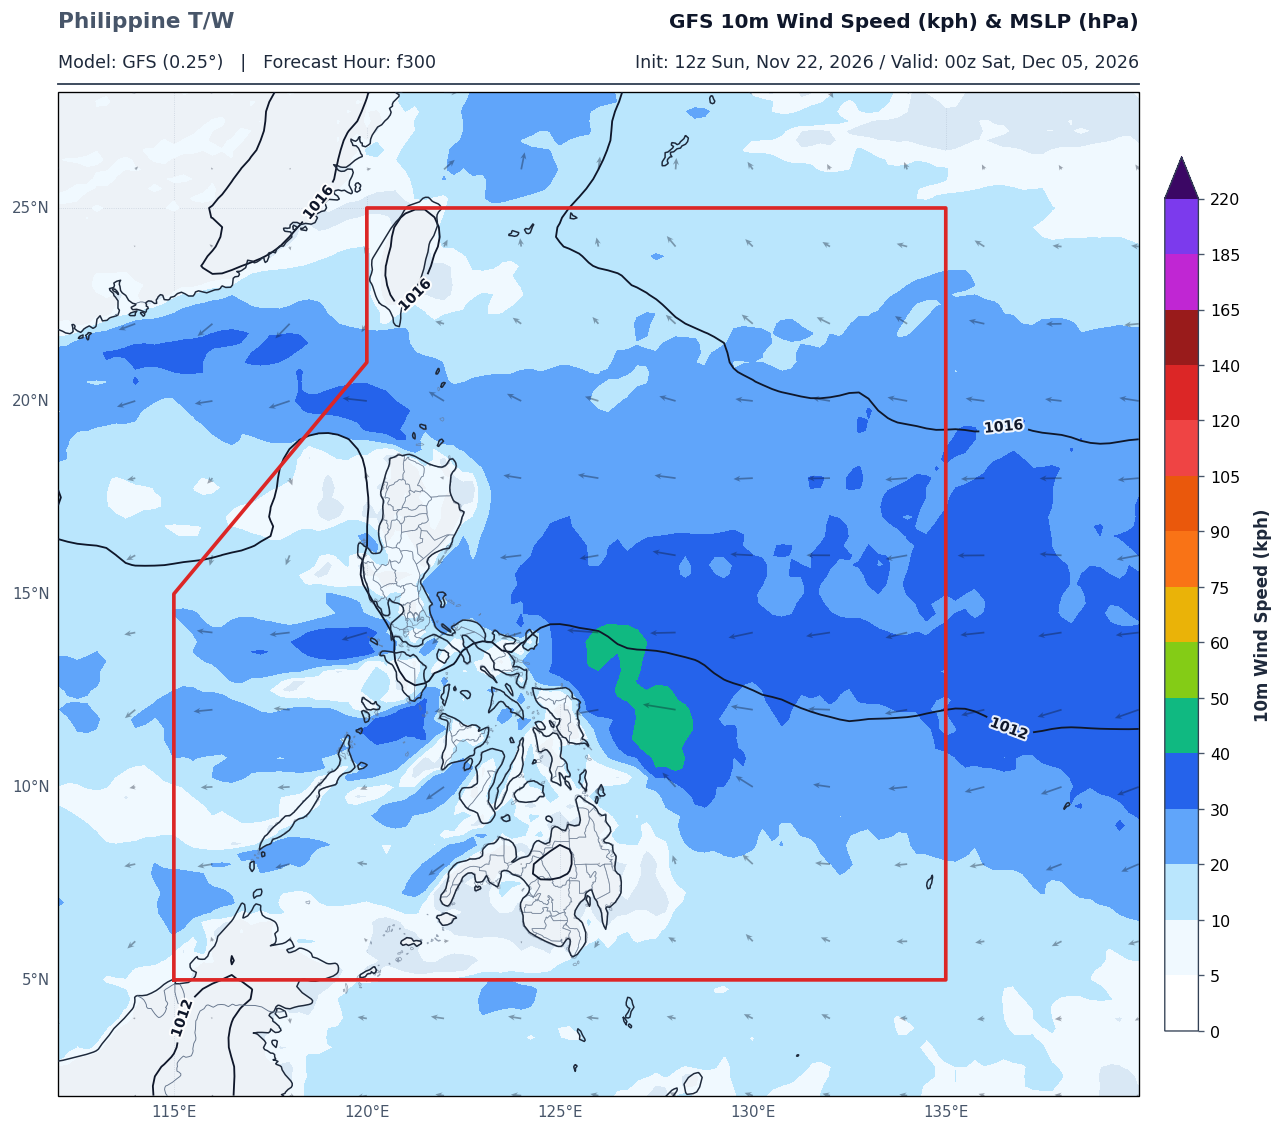 Philippine T/W
GFS 10m Wind Speed (kph) & MSLP (hPa)
Model: GFS (0.25°) | Forecast Hour: f300
Init: 12z Sun, Nov 22, 2026 / Valid: 00z Sat, Dec 05, 2026
25°N
20°N
15°N
10°N
5°N
115°E
120°E
125°E
130°E
135°E
1016
1016
1016
1012
1012
220
185
165
140
120
105
90
75
60
50
40
30
20
10
5
0
10m Wind Speed (kph)